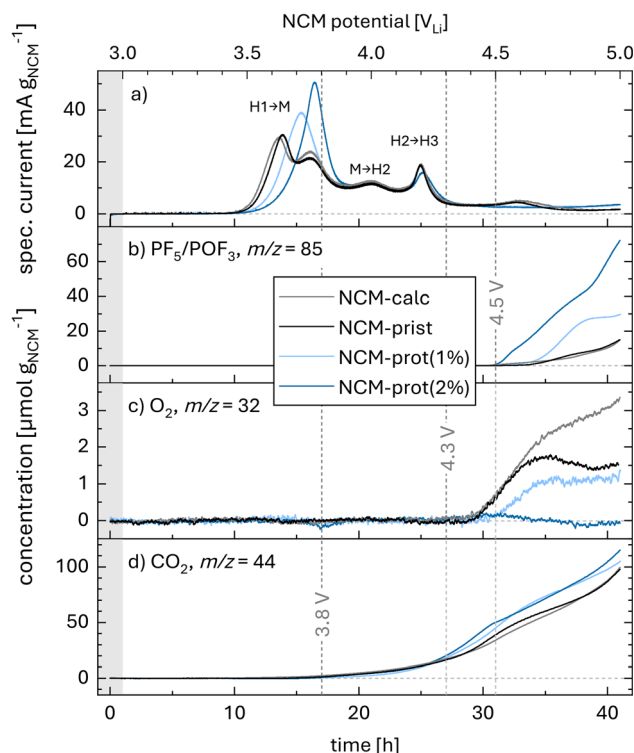 NCM potential [V_Li]
3.0 3.5 4.0 4.5 5.0
spec. current [mA g_NCM⁻¹]
a)
H1→M
M→H2
H2→H3
40
20
0
b) PF₅/POF₃, m/z = 85
60
40
20
0
4.5 V
NCM-calc
NCM-prist
NCM-prot(1%)
NCM-prot(2%)
concentration [µmol g_NCM⁻¹]
c) O₂, m/z = 32
3
2
1
0
4.3 V
d) CO₂, m/z = 44
100
50
0
3.8 V
0 10 20 30 40
time [h]